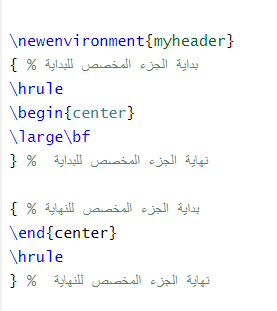 \newenvironment{myheader}
{ % بداية الجزء المخصص للبداية
\hrule
\begin{center}
\large\bf
} % نهاية الجزء المخصص للبداية
{ % بداية الجزء المخصص للنهاية
\end{center}
\hrule
} % نهاية الجزء المخصص للنهاية